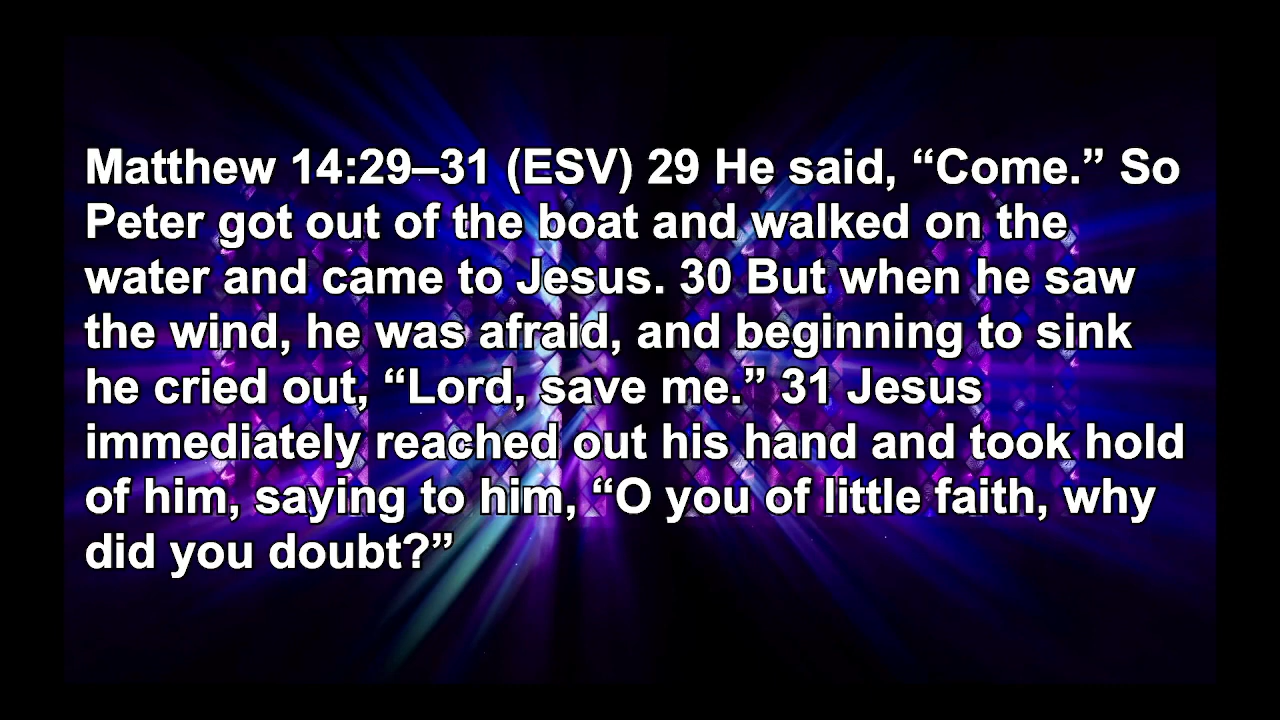 Matthew 14:29–31 (ESV) 29 He said, “Come.” So
Peter got out of the boat and walked on the
water and came to Jesus. 30 But when he saw
the wind, he was afraid, and beginning to sink
he cried out, “Lord, save me.” 31 Jesus
immediately reached out his hand and took hold
of him, saying to him, “O you of little faith, why
did you doubt?”